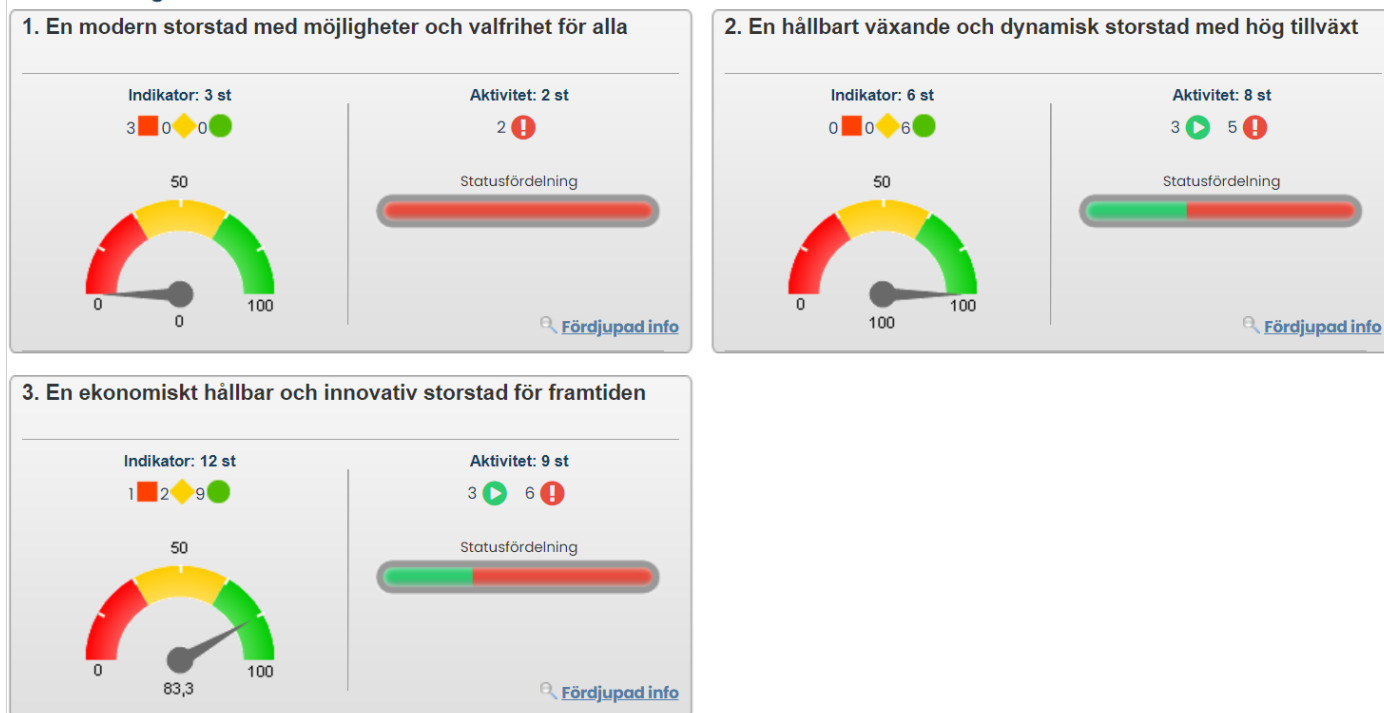 1. En modern storstad med möjligheter och valfrihet för alla
Indikator: 3 st
3 0 0
50
0 100
0
Aktivitet: 2 st
2
Statusfördelning
Fördjupad info
2. En hållbart växande och dynamisk storstad med hög tillväxt
Indikator: 6 st
0 0 6
50
0 100
100
Aktivitet: 8 st
3 5
Statusfördelning
Fördjupad info
3. En ekonomiskt hållbar och innovativ storstad för framtiden
Indikator: 12 st
1 2 9
50
0 100
83,3
Aktivitet: 9 st
3 6
Statusfördelning
Fördjupad info